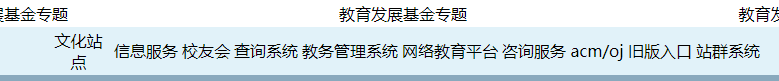 展基金专题 教育发展基金专题 教育发
文化站点 信息服务 校友会 查询系统 教务管理系统 网络教育平台 咨询服务 acm/oj 旧版入口 站群系统